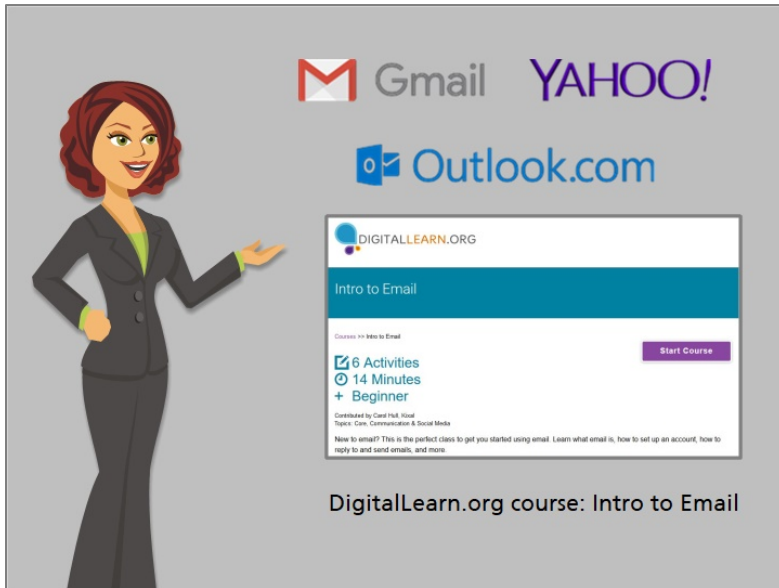 Gmail YAHOO!
Outlook.com
DIGITALLEARN.ORG
Intro to Email
Courses >> Intro to Email
Start Course
6 Activities
14 Minutes
+ Beginner
Contributed by Carol Hull, Kixal
Topics: Core, Communication & Social Media
New to email? This is the perfect class to get you started using email. Learn what email is, how to set up an account, how to
reply to and send emails, and more.
DigitalLearn.org course: Intro to Email